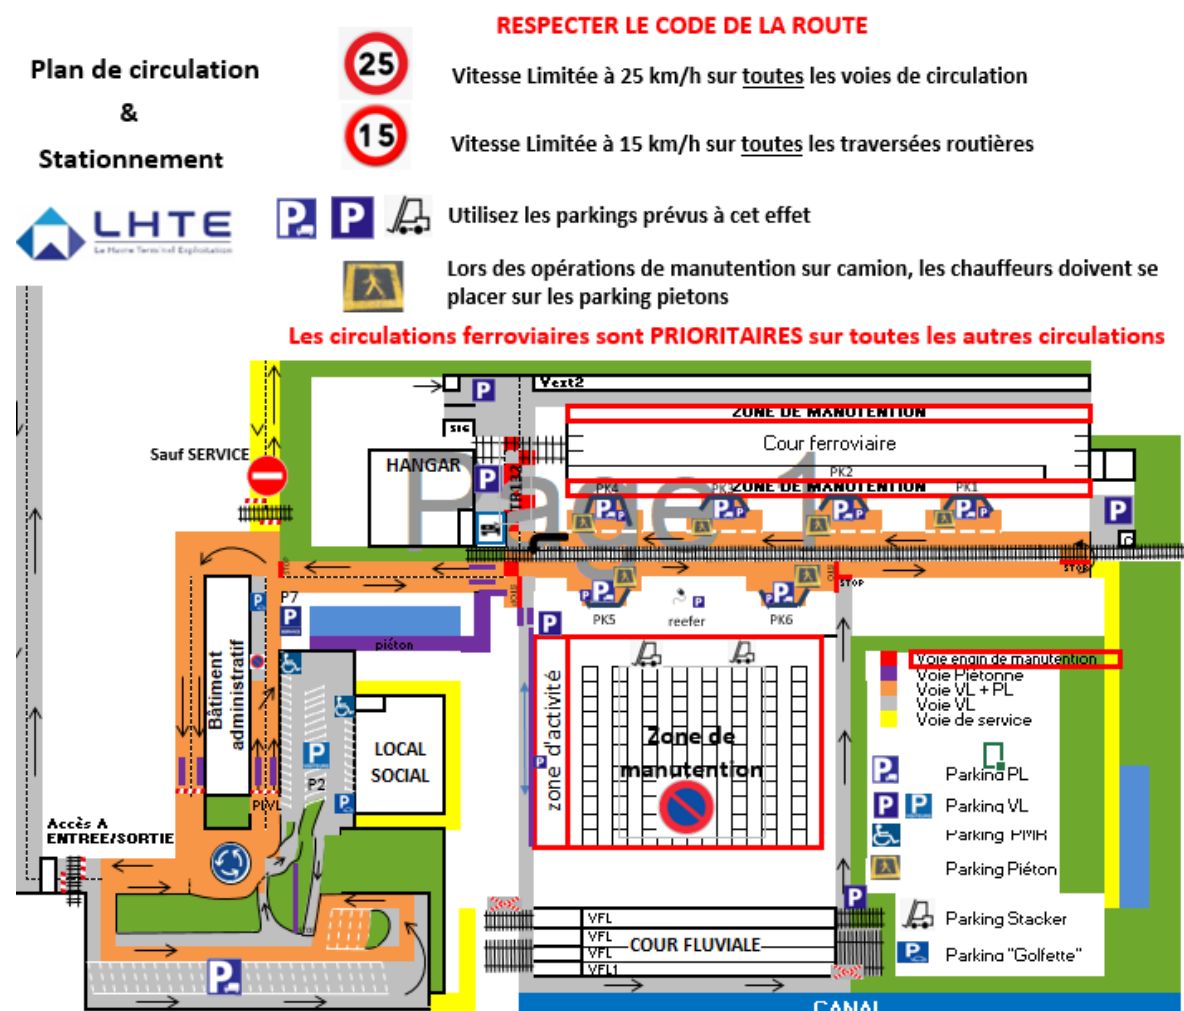 RESPECTER LE CODE DE LA ROUTE
Plan de circulation
&
Stationnement
25
Vitesse Limitée à 25 km/h sur toutes les voies de circulation
15
Vitesse Limitée à 15 km/h sur toutes les traversées routières
LHTE
Le Havre Terminal Exploitation
P
P
Utilisez les parkings prévus à cet effet
Lors des opérations de manutention sur camion, les chauffeurs doivent se
placer sur les parking pietons
Les circulations ferroviaires sont PRIORITAIRES sur toutes les autres circulations
Vext2
P
ZONE DE MANUTENTION
SIG
Cour ferroviaire
Sauf SERVICE
HANGAR
P
TR132
PK2
PK4
PK3
ZONE DE MANUTENTION
PK1
Page 1
P
STOP
STOP
STOP
STOP
STOP
P7
P
PK5
reefer
P
PK6
P
piéton
Bâtiment
administratif
LOCAL
SOCIAL
P
P2
PL
VL
zone d'activité
Zone de
manutention
Accès A
ENTREE/SORTIE
P
VFL
VFL
VFL
VFL1
COUR FLUVIALE
P
CANAL
Voie engin de manutention
Voie Piétonne
Voie VL + PL
Voie VL
Voie de service
Parking PL
Parking VL
Parking PMR
Parking Piéton
Parking Stacker
Parking "Golfette"